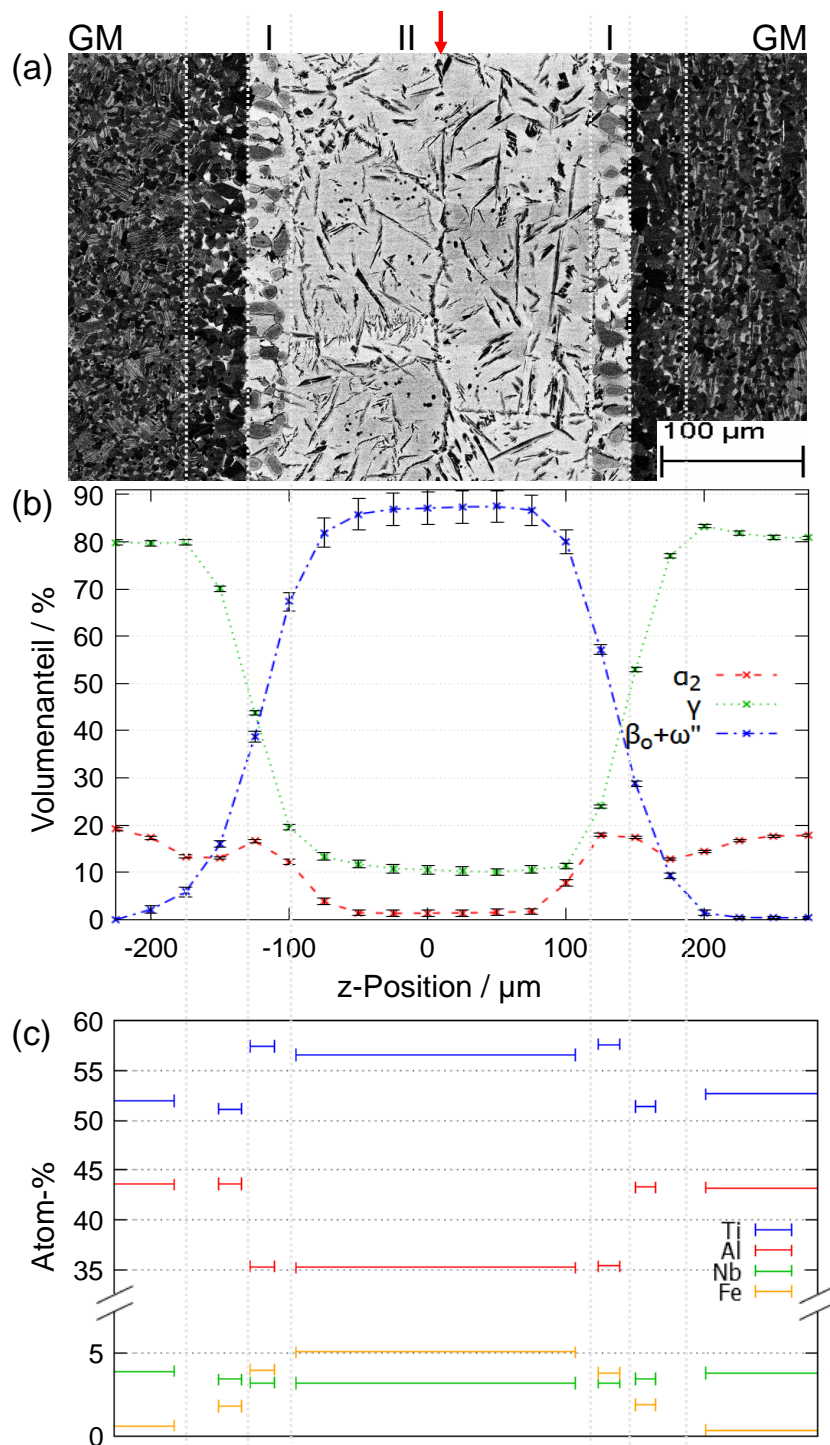 GM I II I GM
(a)
100 µm
(b)
90
80
70
60
50
40
30
20
10
0
Volumenanteil / %
α₂
γ
βₒ+ω"
-200 -100 0 100 200
z-Position / µm
(c)
60
55
50
45
40
35
5
0
Atom-%
Ti
Al
Nb
Fe